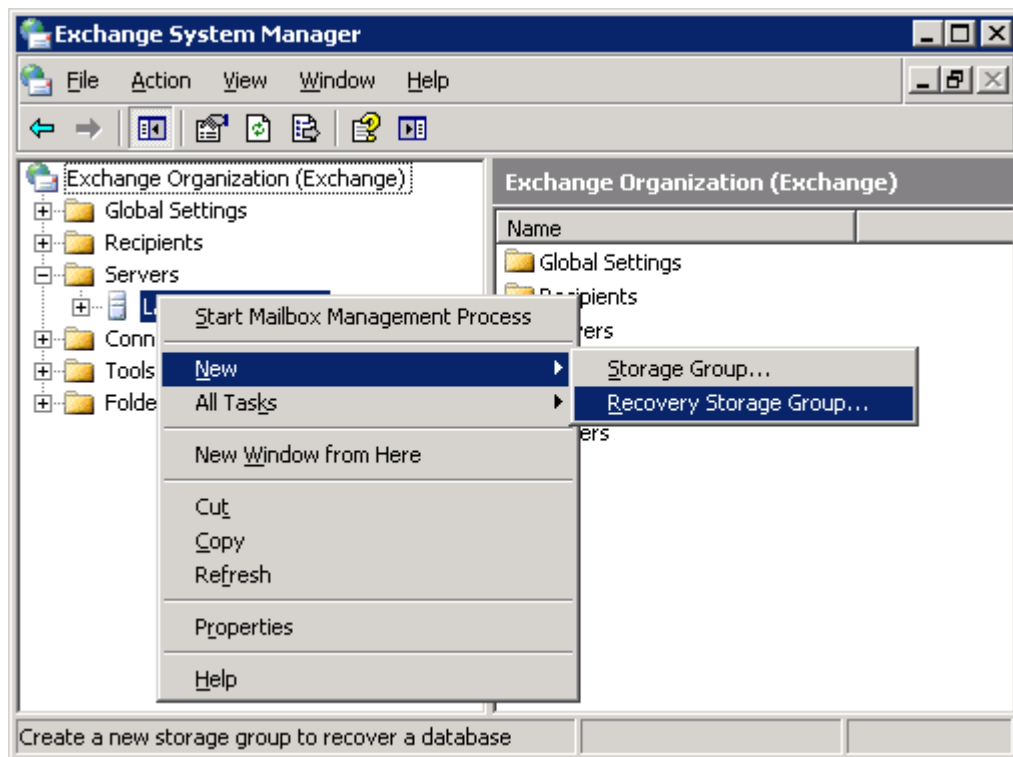 Exchange System Manager
File Action View Window Help
Exchange Organization (Exchange)
Global Settings
Recipients
Servers
Conn
Tools
Folde
Exchange Organization (Exchange)
Name
Global Settings
ipients
ers
ers
Start Mailbox Management Process
New
All Tasks
New Window from Here
Cut
Copy
Refresh
Properties
Help
Storage Group...
Recovery Storage Group...
Create a new storage group to recover a database